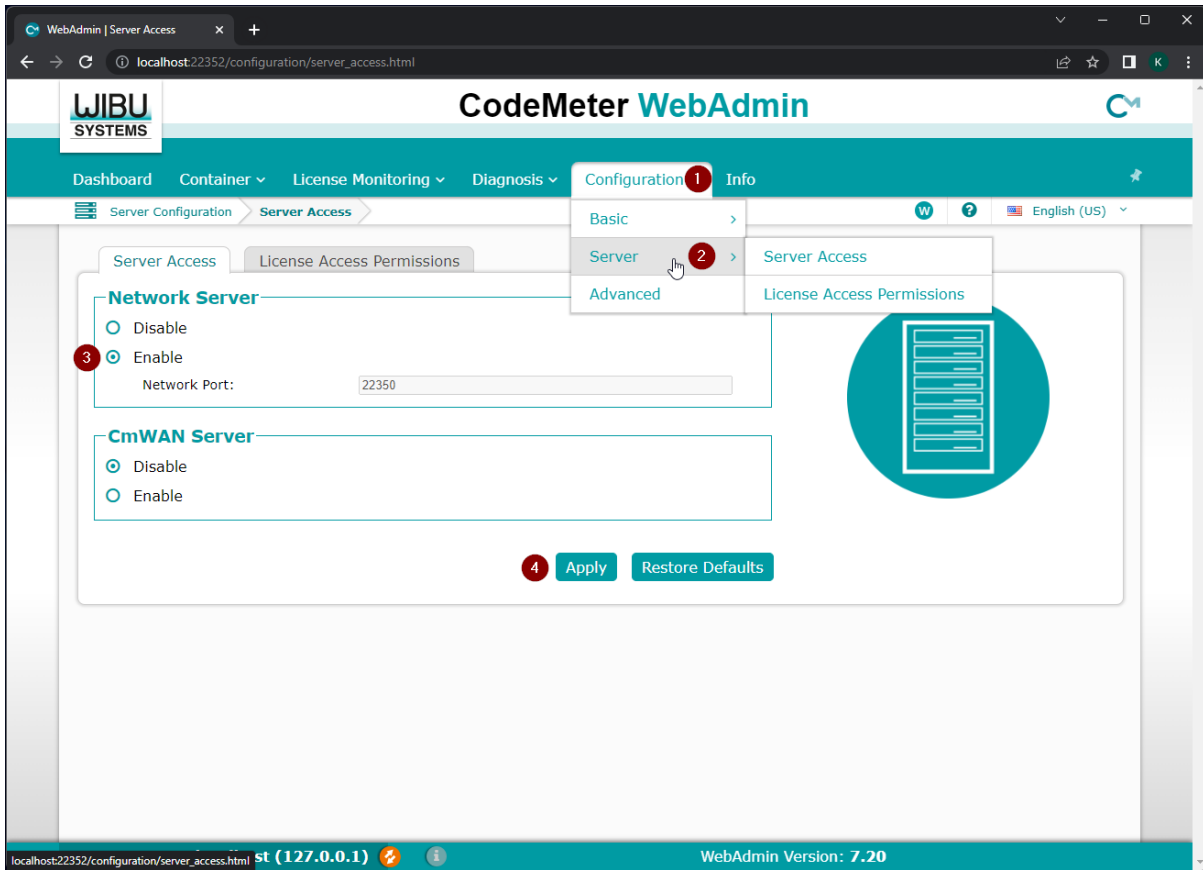 WebAdmin | Server Access
localhost:22352/configuration/server_access.html
K
WIBU
SYSTEMS
CodeMeter WebAdmin
CM
Dashboard Container License Monitoring Diagnosis Configuration 1 Info
Server Configuration Server Access
W ? English (US)
Basic
Server 2
Advanced
Server Access
License Access Permissions
Server Access License Access Permissions
Network Server
Disable
3 Enable
Network Port: 22350
CmWAN Server
Disable
Enable
4 Apply Restore Defaults
localhost:22352/configuration/server_access.html
st (127.0.0.1) i WebAdmin Version: 7.20